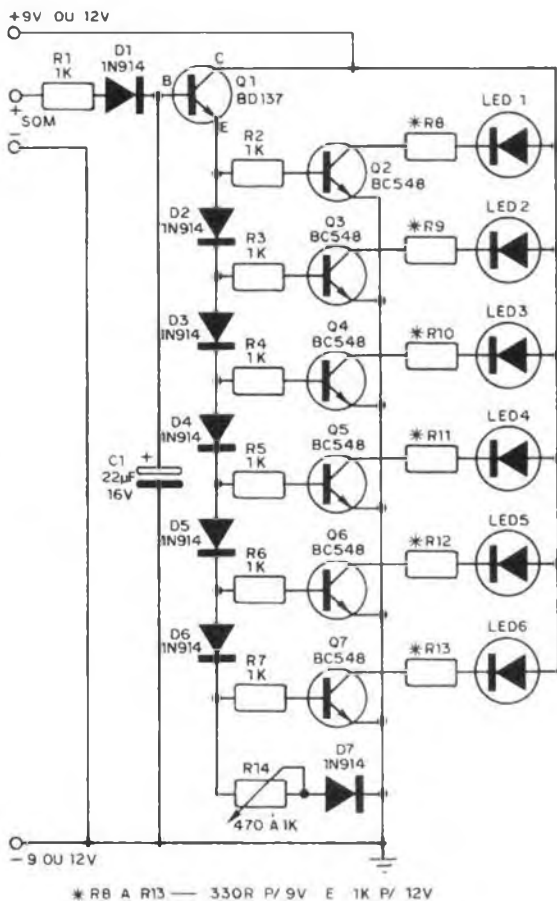 +9V OU 12V
R1
1K
D1
1N914
B
C
E
Q1
BD137
+
SOM
−
R2
1K
Q2
BC548
*R8
LED 1
D2
1N914
R3
1K
Q3
BC548
*R9
LED2
D3
1N914
R4
1K
Q4
BC548
*R10
LED3
D4
1N914
R5
1K
Q5
BC548
*R11
LED4
C1
22µF
16V
+
D5
1N914
R6
1K
Q6
BC548
*R12
LED5
D6
1N914
R7
1K
Q7
BC548
*R13
LED6
R14
470 A 1K
D7
1N914
−9 OU 12V
*R8 A R13 — 330R P/ 9V E 1K P/ 12V